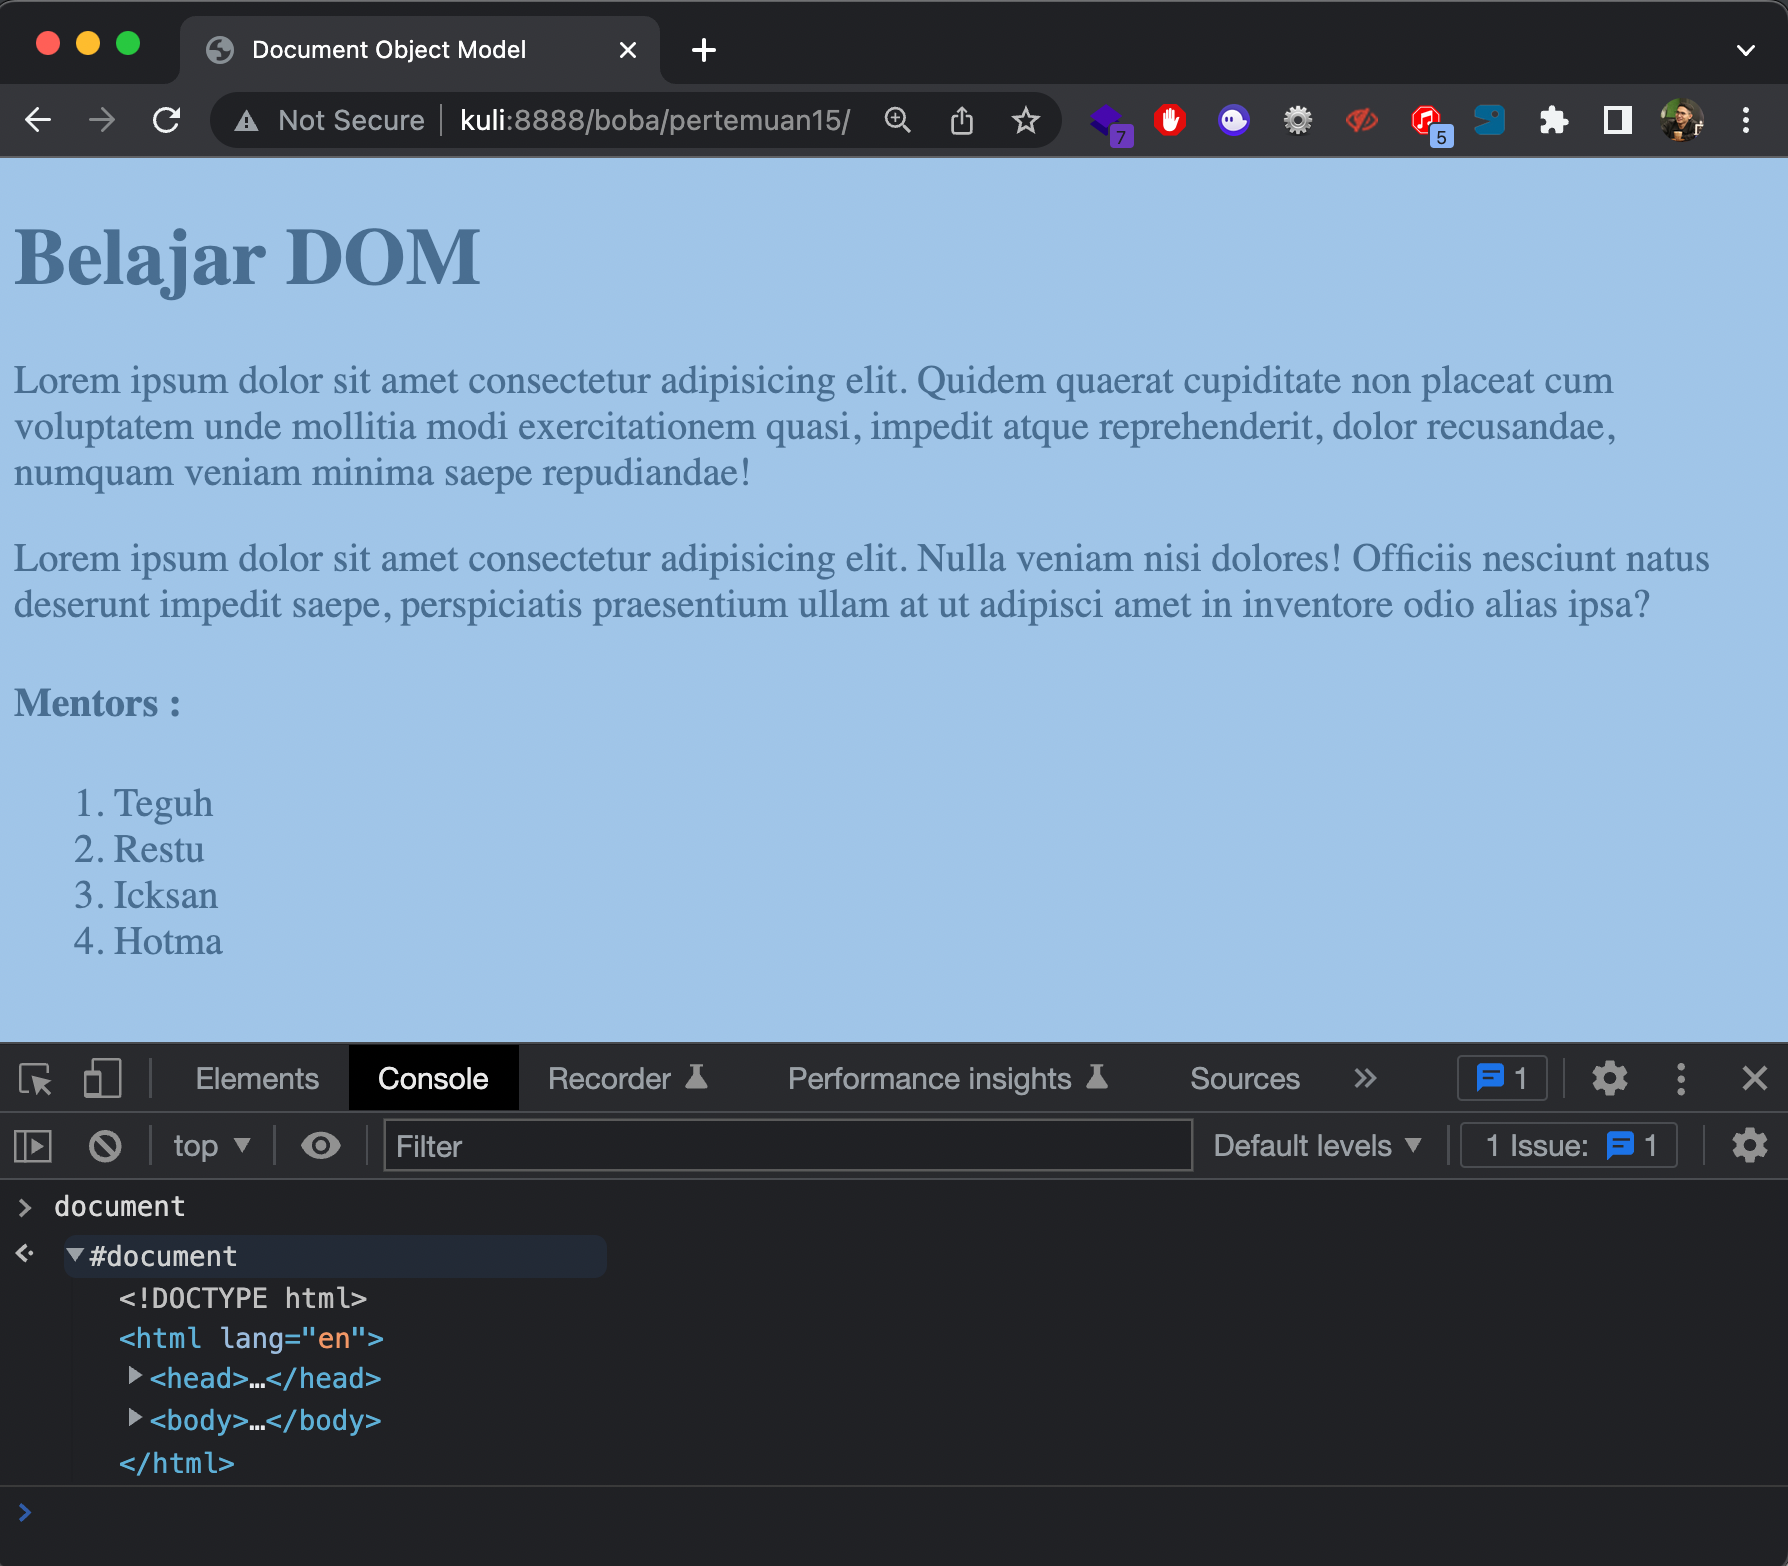 Document Object Model
Not Secure kuli:8888/boba/pertemuan15/
7
5
Belajar DOM
Lorem ipsum dolor sit amet consectetur adipisicing elit. Quidem quaerat cupiditate non placeat cum
voluptatem unde mollitia modi exercitationem quasi, impedit atque reprehenderit, dolor recusandae,
numquam veniam minima saepe repudiandae!
Lorem ipsum dolor sit amet consectetur adipisicing elit. Nulla veniam nisi dolores! Officiis nesciunt natus
deserunt impedit saepe, perspiciatis praesentium ullam at ut adipisci amet in inventore odio alias ipsa?
Mentors :
1. Teguh
2. Restu
3. Icksan
4. Hotma
Elements Console Recorder Performance insights Sources 1
top Filter Default levels 1 Issue: 1
document
#document
<!DOCTYPE html>
<html lang="en">
<head>…</head>
<body>…</body>
</html>